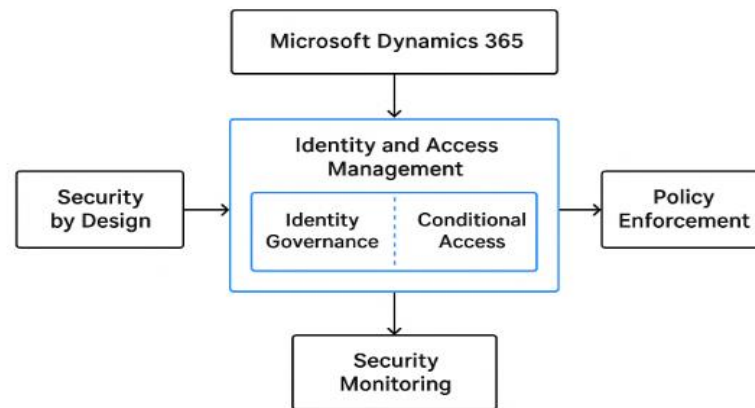 Microsoft Dynamics 365
Identity and Access
Management
Security
by Design
Identity
Governance
Conditional
Access
Policy
Enforcement
Security
Monitoring